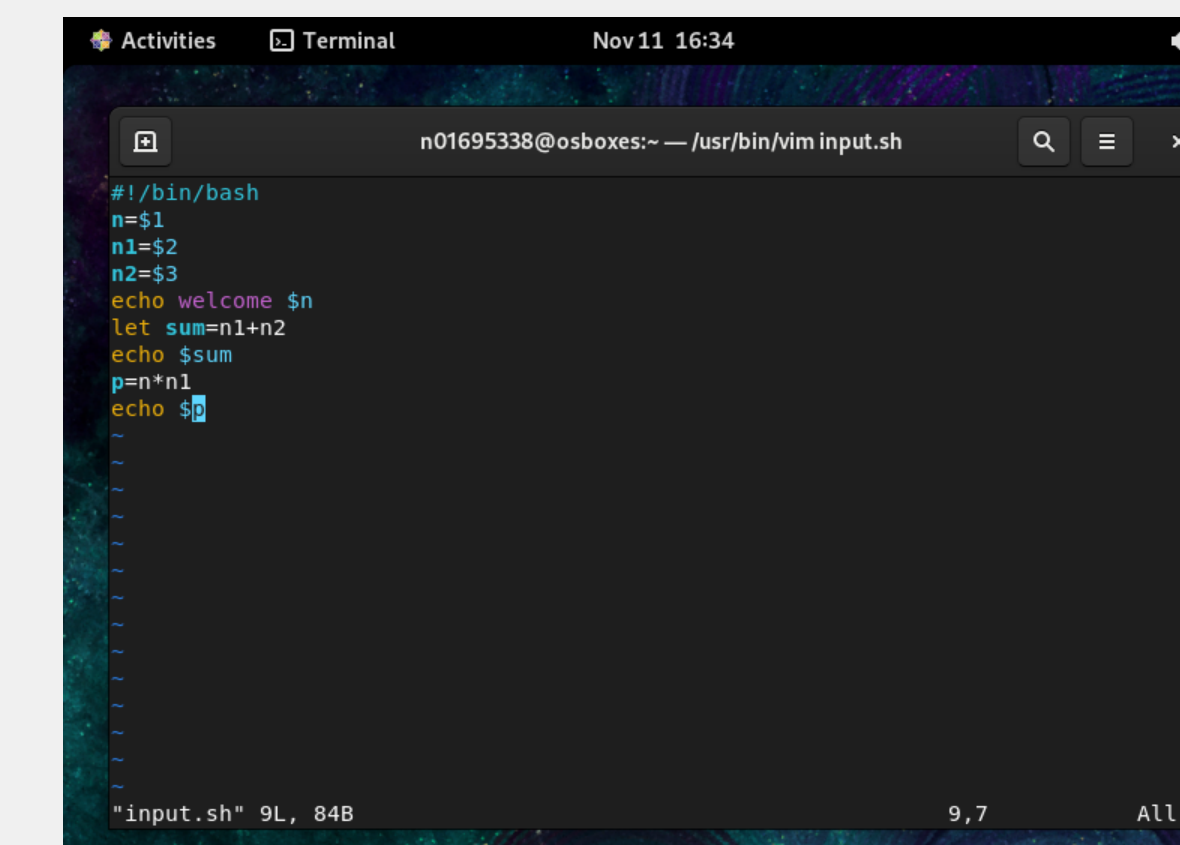 Activities Terminal Nov 11 16:34
n01695338@osboxes:~ — /usr/bin/vim input.sh
#!/bin/bash
n=$1
n1=$2
n2=$3
echo welcome $n
let sum=n1+n2
echo $sum
p=n*n1
echo $p
~
~
~
~
~
~
~
~
~
~
~
~
~
~
"input.sh" 9L, 84B 9,7 All